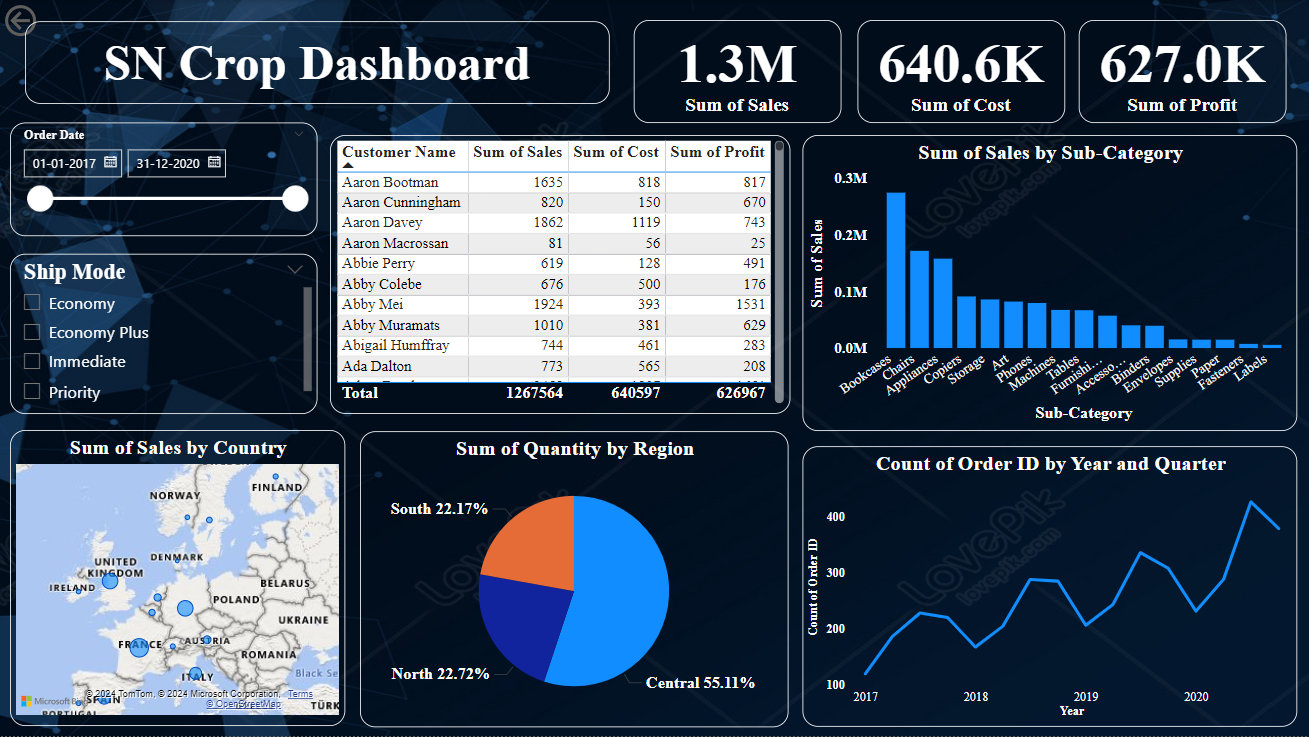 SN Crop Dashboard
1.3M
Sum of Sales
640.6K
Sum of Cost
627.0K
Sum of Profit
Order Date
01-01-2017
31-12-2020
Ship Mode
Economy
Economy Plus
Immediate
Priority
Customer Name Sum of Sales Sum of Cost Sum of Profit
Aaron Bootman 1635 818 817
Aaron Cunningham 820 150 670
Aaron Davey 1862 1119 743
Aaron Macrossan 81 56 25
Abbie Perry 619 128 491
Abby Colebe 676 500 176
Abby Mei 1924 393 1531
Abby Muramats 1010 381 629
Abigail Humffray 744 461 283
Ada Dalton 773 565 208
Total 1267564 640597 626967
Sum of Sales by Sub-Category
Sum of Sales
0.3M
0.2M
0.1M
0.0M
Bookcases
Chairs
Appliances
Copiers
Storage
Art
Phones
Machines
Tables
Furnishi...
Accesso...
Binders
Envelopes
Supplies
Paper
Fasteners
Labels
Sub-Category
Sum of Sales by Country
NORWAY
FINLAND
UNITED
KINGDOM
DENMARK
IRELAND
BELARUS
POLAND
UKRAINE
FRANCE
AUSTRIA
ROMANIA
ITALY
Black Se
SPAIN
PORTUGAL
TÜRK
Microsoft Bi
© 2024 TomTom, © 2024 Microsoft Corporation, Terms
© OpenStreetMap
Sum of Quantity by Region
South 22.17%
North 22.72%
Central 55.11%
Count of Order ID by Year and Quarter
Count of Order ID
400
300
200
100
2017
2018
2019
2020
Year
LovePik
lovepik.com